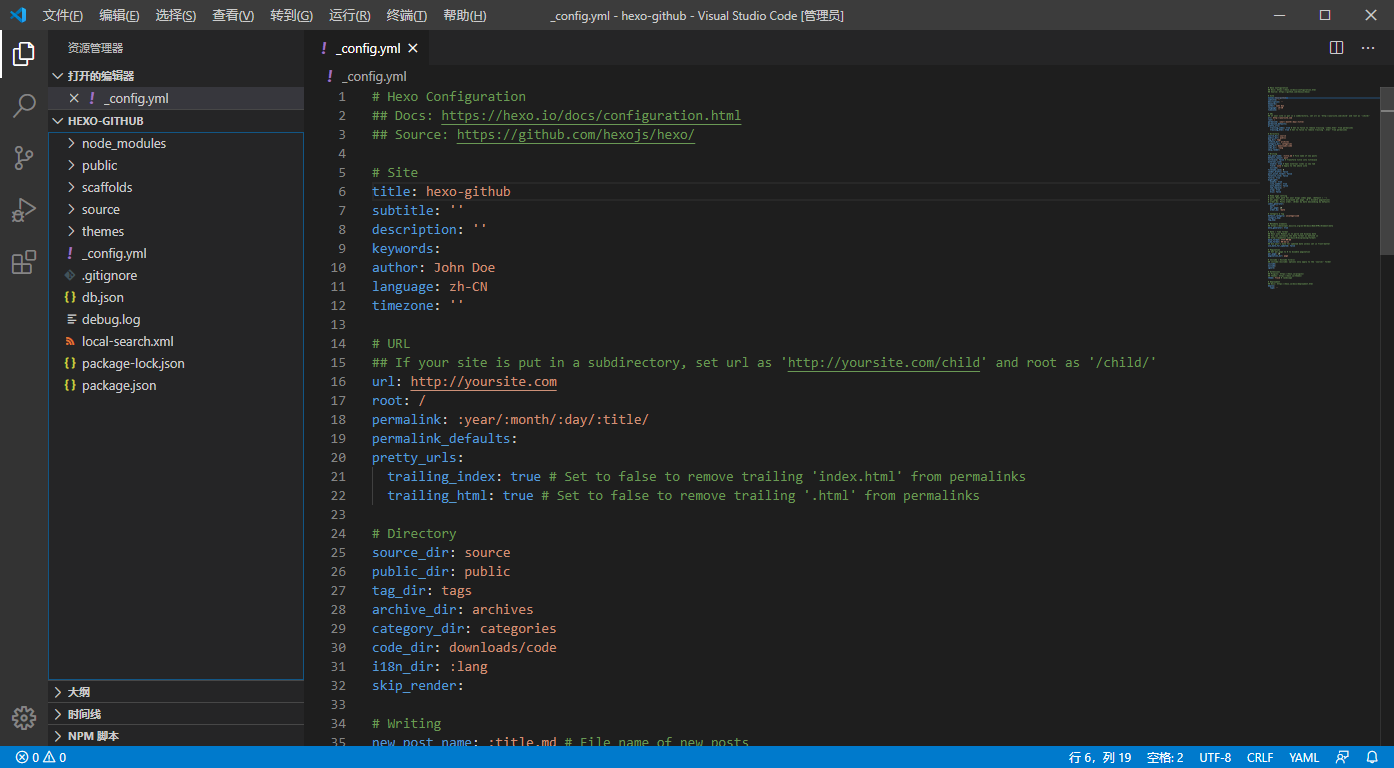 文件(F) 编辑(E) 选择(S) 查看(V) 转到(G) 运行(R) 终端(T) 帮助(H) _config.yml - hexo-github - Visual Studio Code [管理员]
资源管理器
打开的编辑器
_config.yml
HEXO-GITHUB
node_modules
public
scaffolds
source
themes
_config.yml
.gitignore
db.json
debug.log
local-search.xml
package-lock.json
package.json
大纲
时间线
NPM 脚本
_config.yml
_config.yml
1 # Hexo Configuration
2 ## Docs: https://hexo.io/docs/configuration.html
3 ## Source: https://github.com/hexojs/hexo/
4
5 # Site
6 title: hexo-github
7 subtitle: ''
8 description: ''
9 keywords:
10 author: John Doe
11 language: zh-CN
12 timezone: ''
13
14 # URL
15 ## If your site is put in a subdirectory, set url as 'http://yoursite.com/child' and root as '/child/'
16 url: http://yoursite.com
17 root: /
18 permalink: :year/:month/:day/:title/
19 permalink_defaults:
20 pretty_urls:
21 trailing_index: true # Set to false to remove trailing 'index.html' from permalinks
22 trailing_html: true # Set to false to remove trailing '.html' from permalinks
23
24 # Directory
25 source_dir: source
26 public_dir: public
27 tag_dir: tags
28 archive_dir: archives
29 category_dir: categories
30 code_dir: downloads/code
31 i18n_dir: :lang
32 skip_render:
33
34 # Writing
35 new_post_name: :title.md # File name of new posts
0 0 行 6，列 19 空格: 2 UTF-8 CRLF YAML